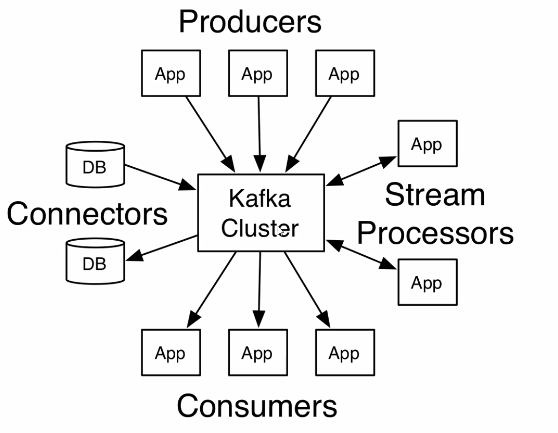 Producers
App
App
App
DB
App
Kafka
Cluster
Connectors
Stream
Processors
DB
App
App
App
App
Consumers